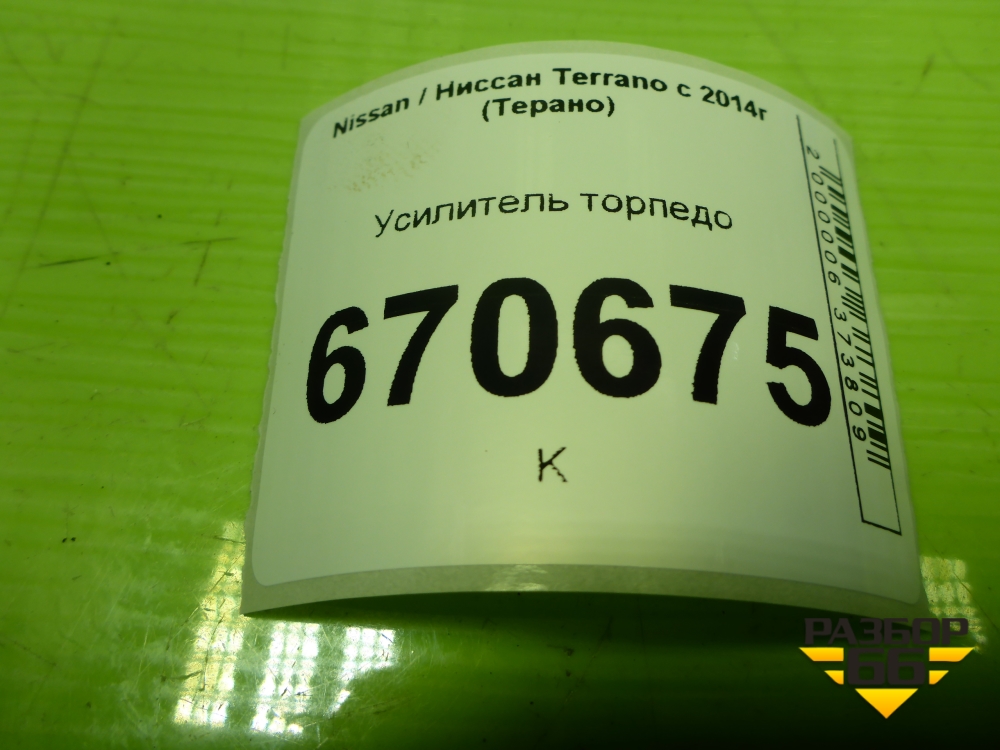 Nissan / Ниссан Terrano с 2014г
(Терано)
Усилитель торпедо
670675
К
2000006373809
РАЗБОР
66